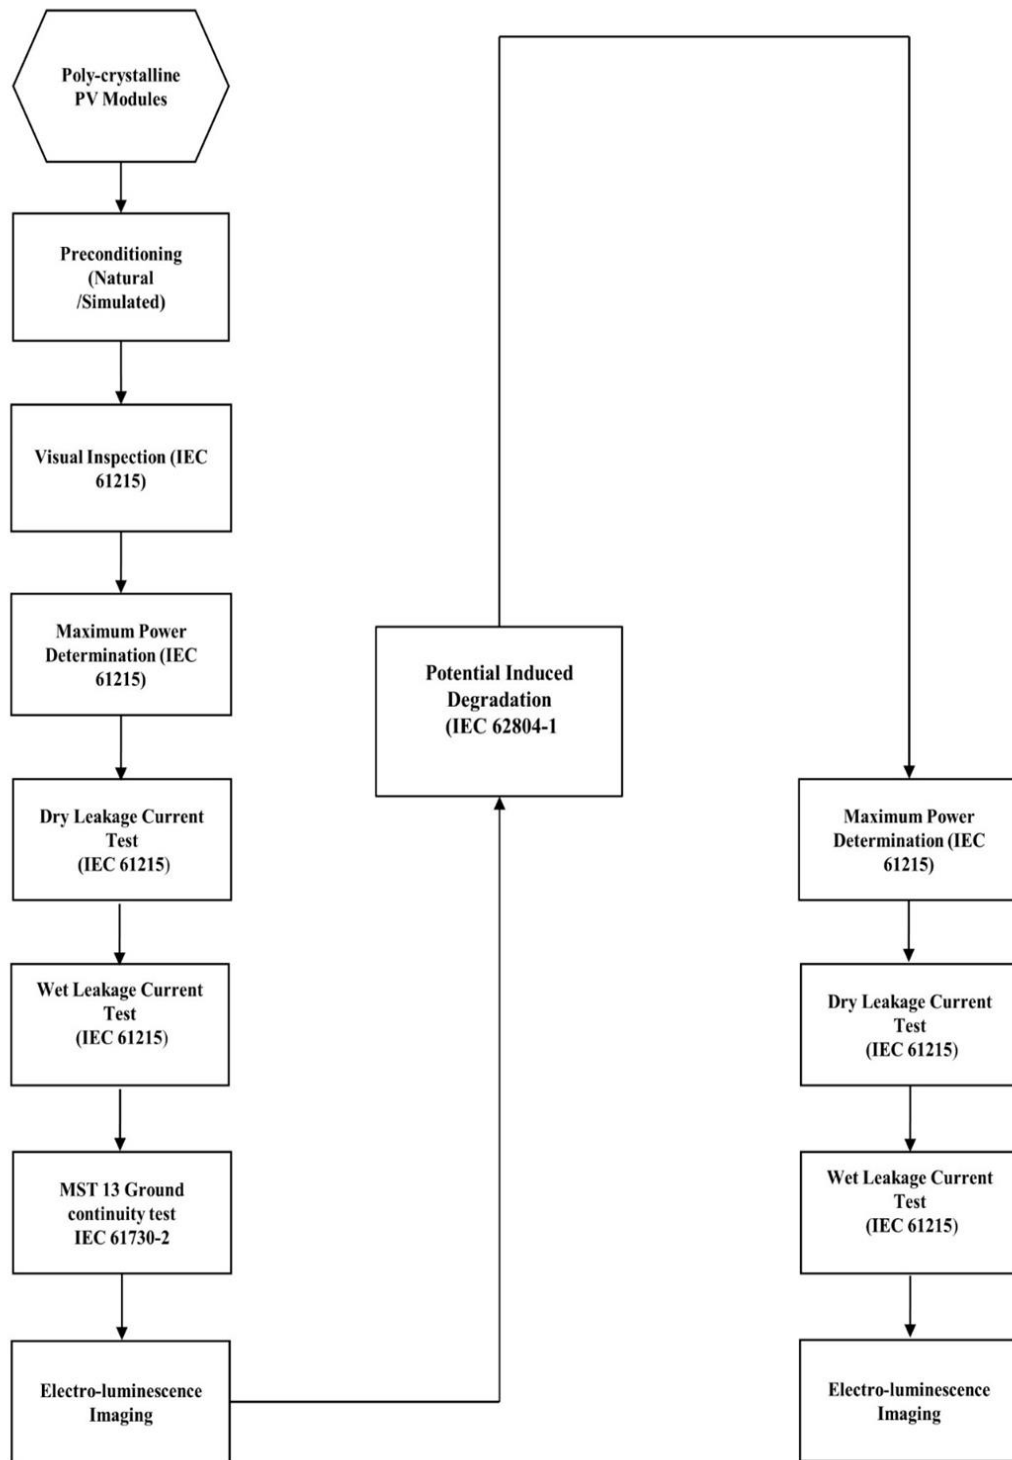 Poly-crystalline
PV Modules
Preconditioning
(Natural
/Simulated)
Visual Inspection (IEC
61215)
Maximum Power
Determination (IEC
61215)
Dry Leakage Current
Test
(IEC 61215)
Wet Leakage Current
Test
(IEC 61215)
MST 13 Ground
continuity test
IEC 61730-2
Electro-luminescence
Imaging
Potential Induced
Degradation
(IEC 62804-1
Maximum Power
Determination (IEC
61215)
Dry Leakage Current
Test
(IEC 61215)
Wet Leakage Current
Test
(IEC 61215)
Electro-luminescence
Imaging